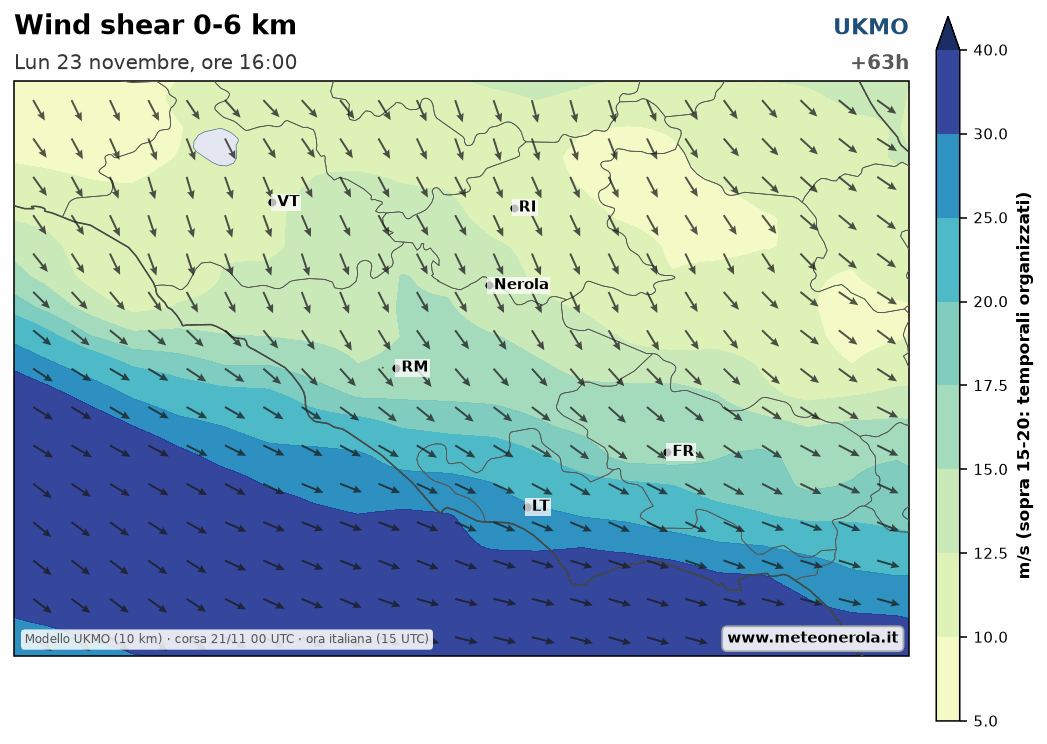 Wind shear 0-6 km
UKMO
Lun 23 novembre, ore 16:00
+63h
VT
RI
Nerola
RM
FR
LT
Modello UKMO (10 km) · corsa 21/11 00 UTC · ora italiana (15 UTC)
www.meteonerola.it
40.0
30.0
25.0
20.0
17.5
15.0
12.5
10.0
5.0
m/s (sopra 15-20: temporali organizzati)